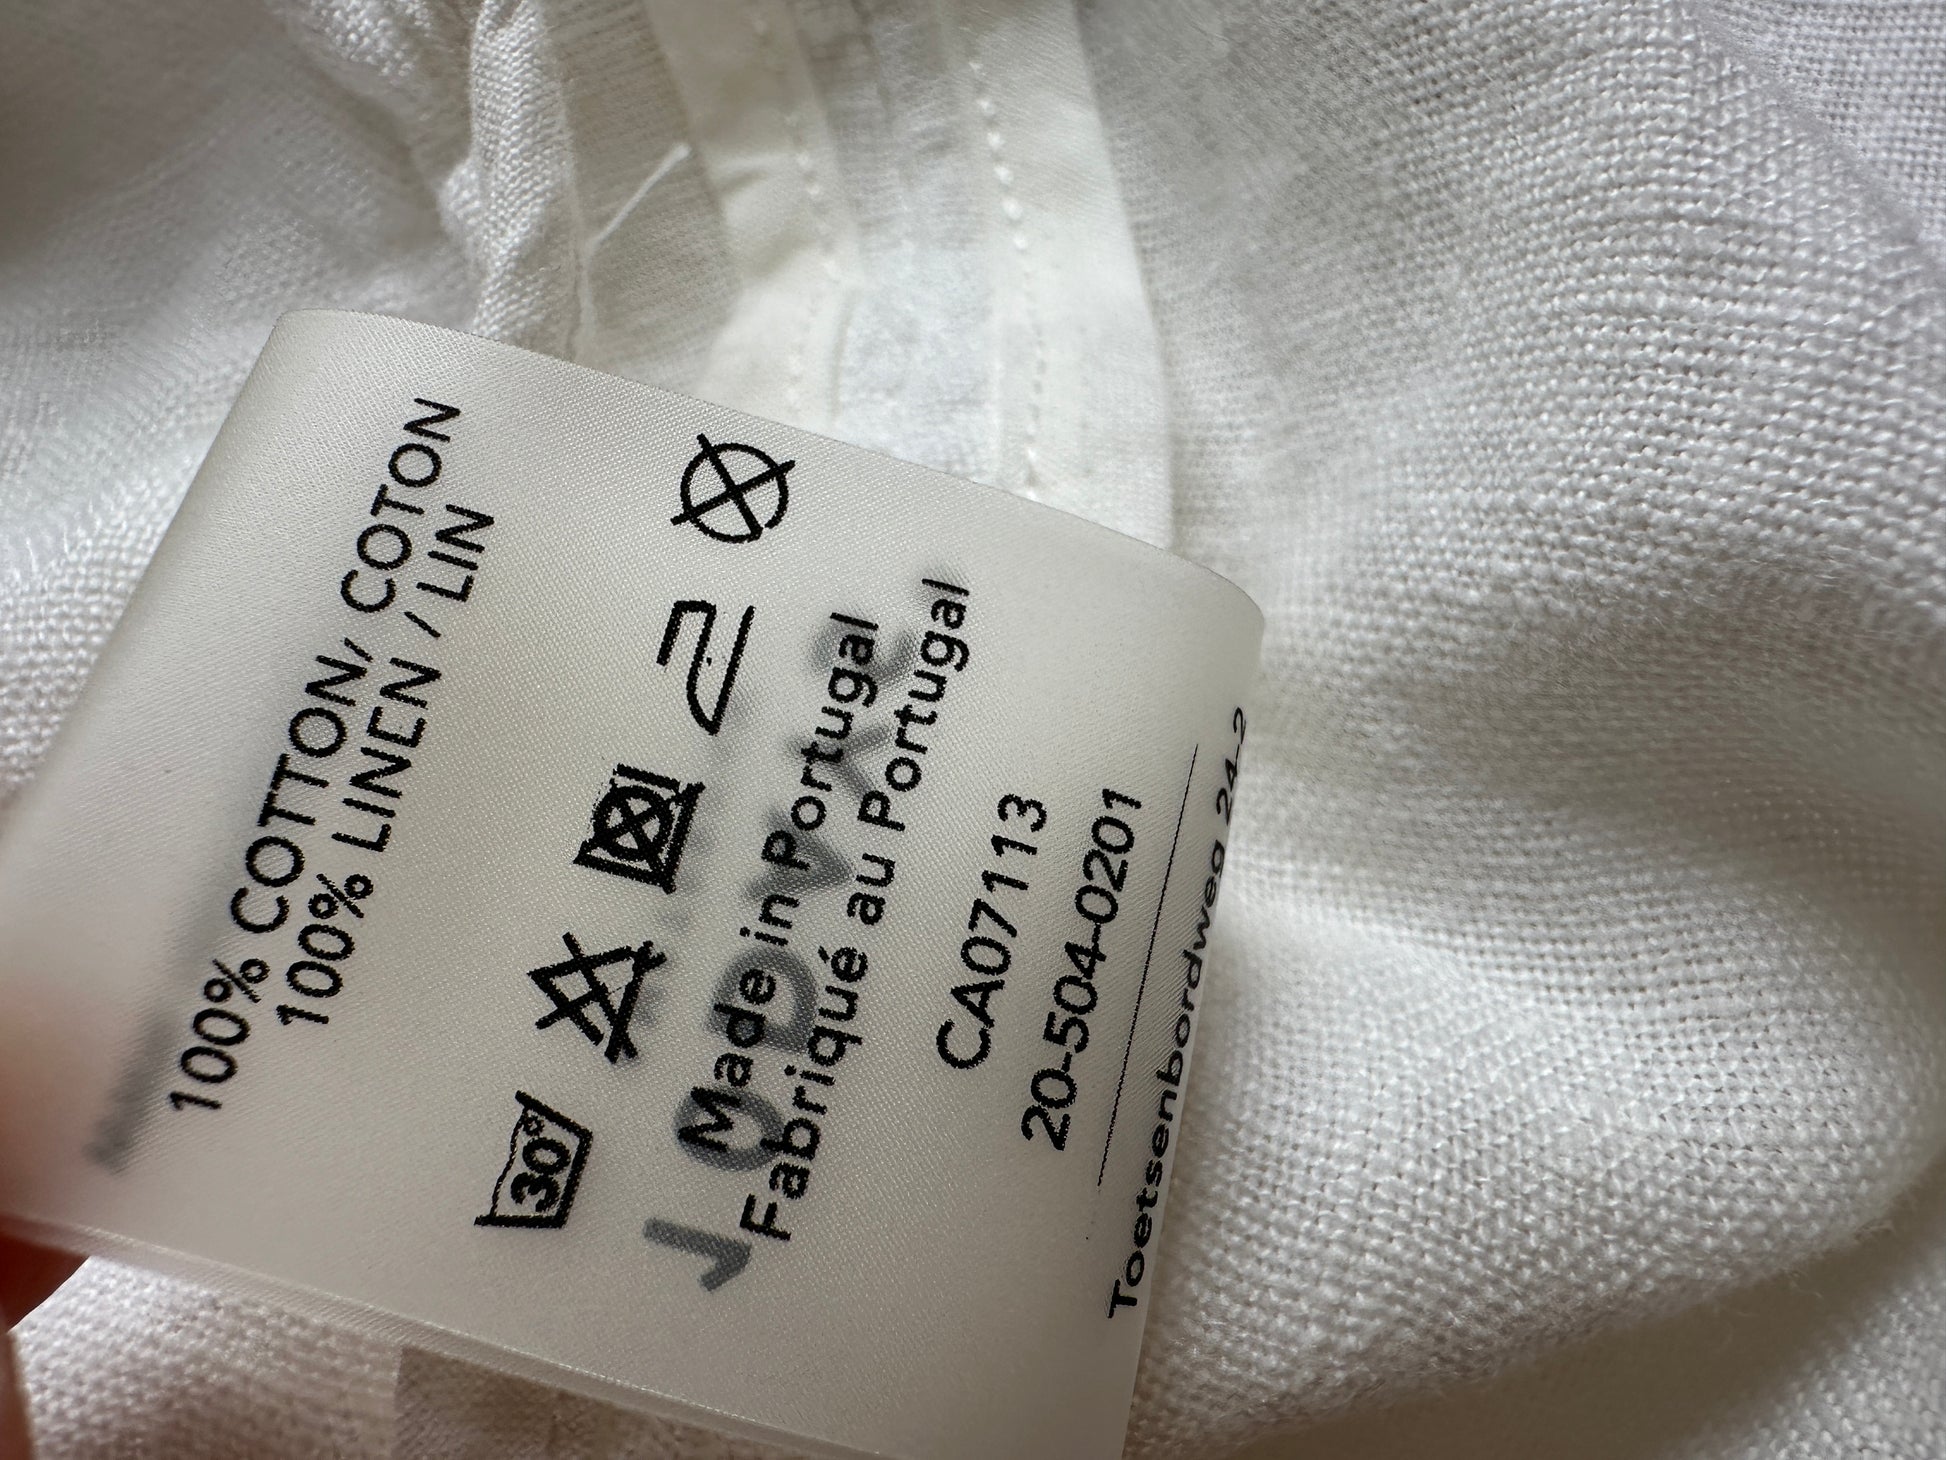 100% COTTON/ COTON
100% LINEN / LIN
30°
Made in Portugal
Fabriqué au Portugal
CA07113
20-504-0201
Toetsenbordweg 24-2